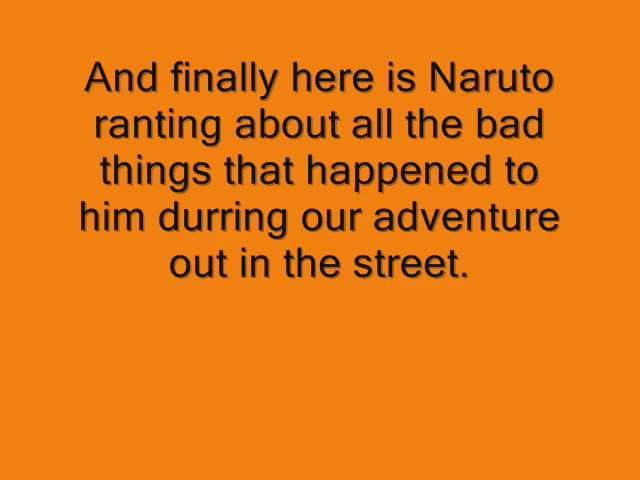 And finally here is Naruto
ranting about all the bad
things that happened to
him durring our adventure
out in the street.